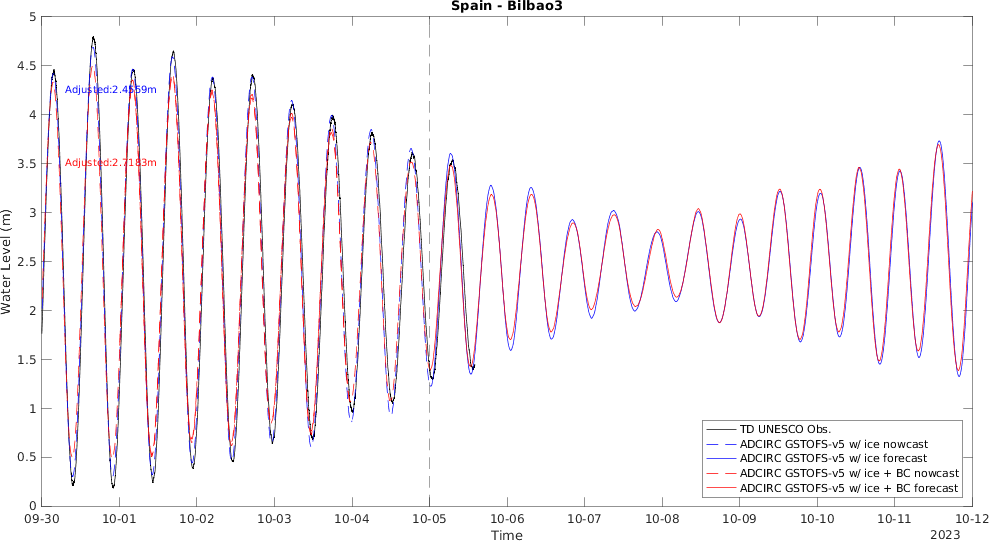 Spain - Bilbao3
5
4.5
4
3.5
3
2.5
2
1.5
1
0.5
0
Water Level (m)
Adjusted:2.4559m
Adjusted:2.7183m
TD UNESCO Obs.
ADCIRC GSTOFS-v5 w/ ice nowcast
ADCIRC GSTOFS-v5 w/ ice forecast
ADCIRC GSTOFS-v5 w/ ice + BC nowcast
ADCIRC GSTOFS-v5 w/ ice + BC forecast
09-30 10-01 10-02 10-03 10-04 10-05 10-06 10-07 10-08 10-09 10-10 10-11 10-12
Time
2023